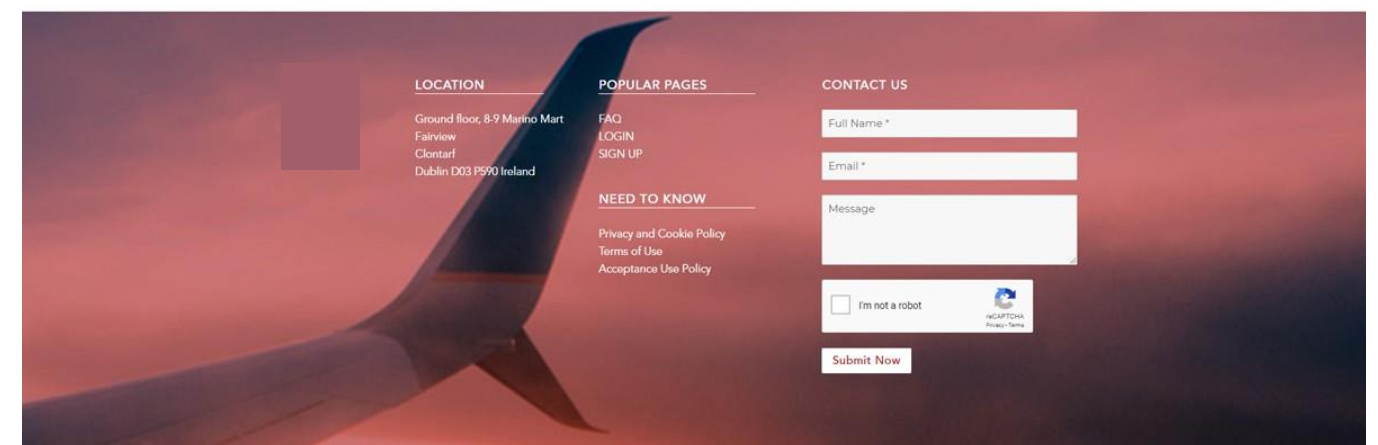 LOCATION
Ground floor, 8-9 Marino Mart
Fairview
Clontarf
Dublin D03 P590 Ireland
POPULAR PAGES
FAQ
LOGIN
SIGN UP
NEED TO KNOW
Privacy and Cookie Policy
Terms of Use
Acceptance Use Policy
CONTACT US
Full Name *
Email *
Message
I'm not a robot
reCAPTCHA
Privacy - Terms
Submit Now